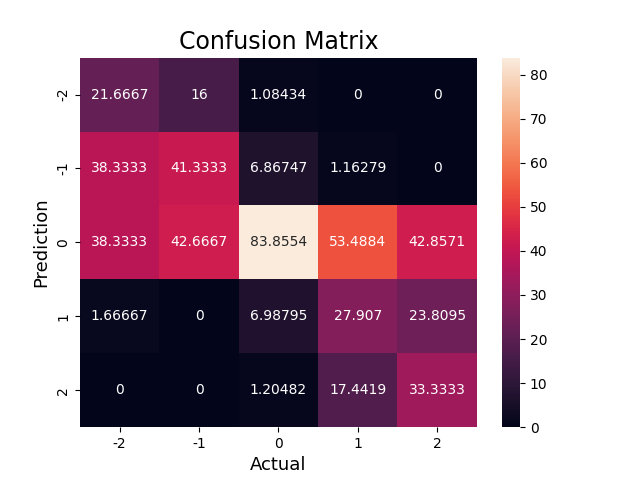 Confusion Matrix
Prediction
-2 21.6667 16 1.08434 0 0
-1 38.3333 41.3333 6.86747 1.16279 0
0 38.3333 42.6667 83.8554 53.4884 42.8571
1 1.66667 0 6.98795 27.907 23.8095
2 0 0 1.20482 17.4419 33.3333
-2 -1 0 1 2
Actual
80
70
60
50
40
30
20
10
0